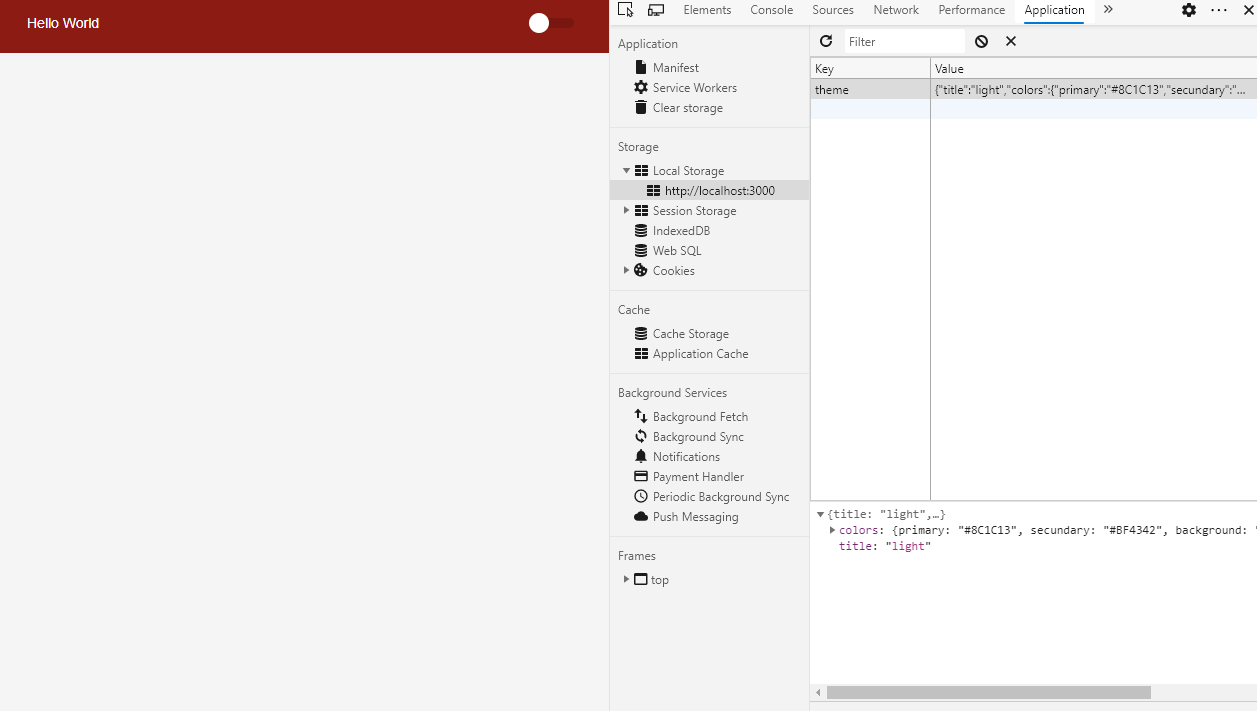 Hello World
Elements Console Sources Network Performance Application
Application
Manifest
Service Workers
Clear storage
Storage
Local Storage
http://localhost:3000
Session Storage
IndexedDB
Web SQL
Cookies
Cache
Cache Storage
Application Cache
Background Services
Background Fetch
Background Sync
Notifications
Payment Handler
Periodic Background Sync
Push Messaging
Frames
top
Filter
Key Value
theme {"title":"light","colors":{"primary":"#8C1C13","secundary":"...
{title: "light",…}
colors: {primary: "#8C1C13", secundary: "#BF4342", background: "
title: "light"